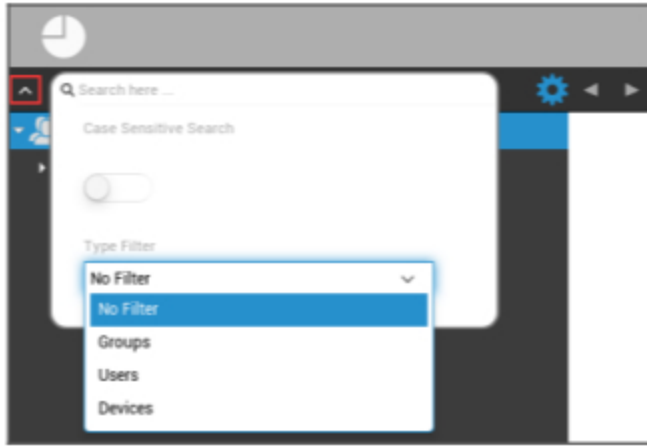 Search here ...
Case Sensitive Search
Type Filter
No Filter
No Filter
Groups
Users
Devices